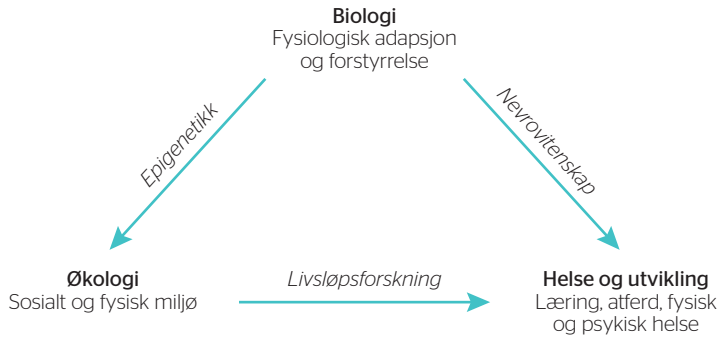 Biologi
Fysiologisk adapsjon
og forstyrrelse
Epigenetikk
Nevrovitenskap
Økologi
Sosialt og fysisk miljø
Livsløpsforskning
Helse og utvikling
Læring, atferd, fysisk
og psykisk helse